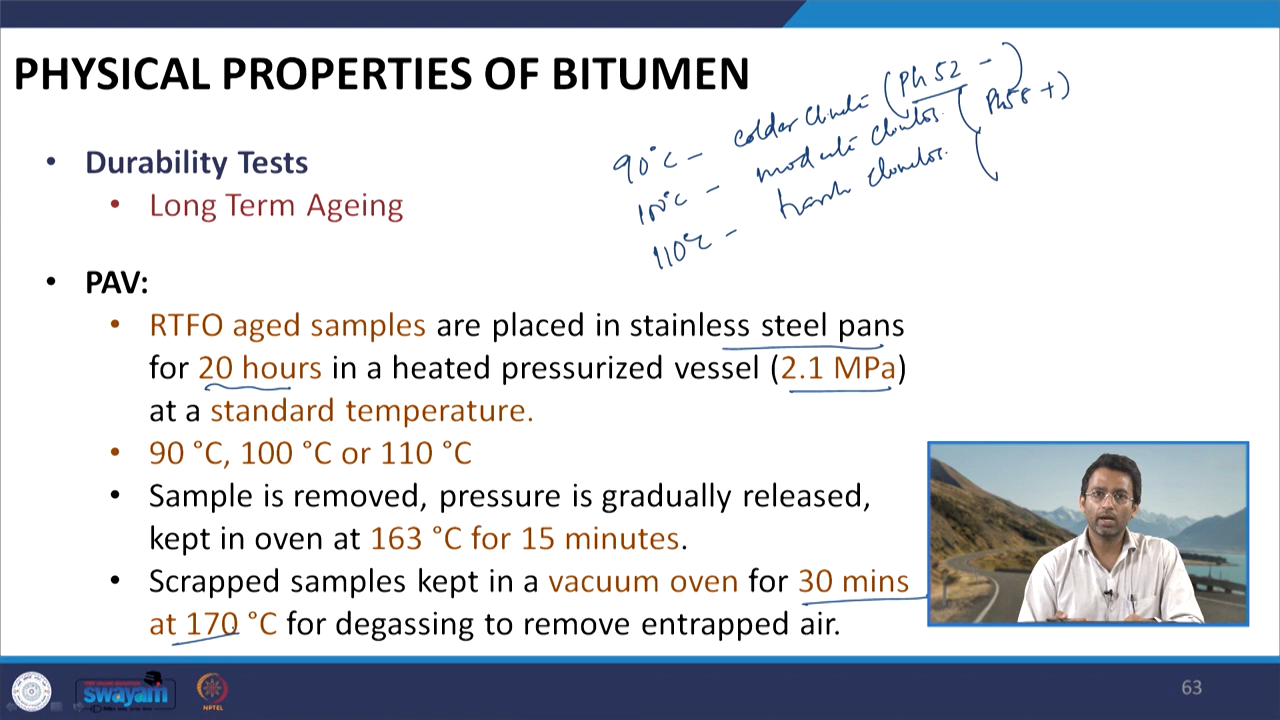 PHYSICAL PROPERTIES OF BITUMEN
90°C - colder climate (Ph 52 - )
100°C - moduli climates. (Ph58 +)
110°C - harsh climates. (
• Durability Tests
• Long Term Ageing
• PAV:
• RTFO aged samples are placed in stainless steel pans
for 20 hours in a heated pressurized vessel (2.1 MPa)
at a standard temperature.
• 90 °C, 100 °C or 110 °C
• Sample is removed, pressure is gradually released,
kept in oven at 163 °C for 15 minutes.
• Scrapped samples kept in a vacuum oven for 30 mins
at 170 °C for degassing to remove entrapped air.
swayam
NPTEL
63